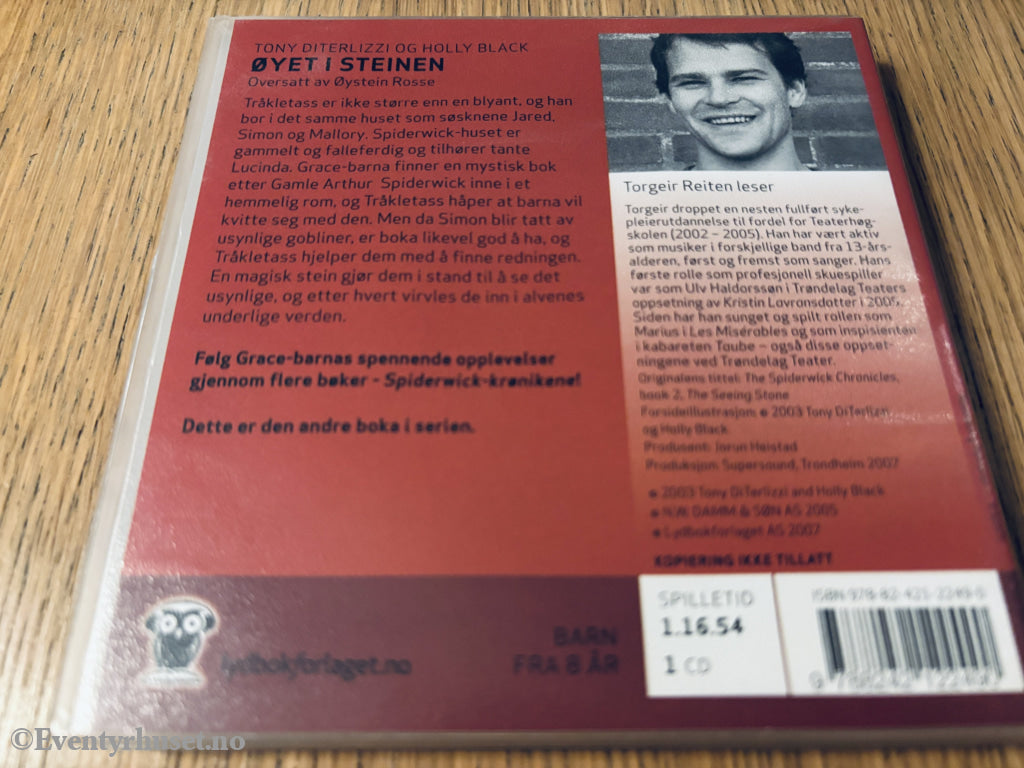 TONY DITERLIZZI OG HOLLY BLACK
ØYET I STEINEN
Oversatt av Øystein Rosse
Tråkletass er ikke større enn en blyant, og han
bor i det samme huset som søsknene Jared,
Simon og Mallory. Spiderwick-huset er
gammelt og falleferdig og tilhører tante
Lucinda. Grace-barna finner en mystisk bok
etter Gamle Arthur Spiderwick inne i et
hemmelig rom, og Tråkletass håper at barna vil
kvitte seg med den. Men da Simon blir tatt av
usynlige gobliner, er boka likevel god å ha, og
Tråkletass hjelper dem med å finne redningen.
En magisk stein gjør dem i stand til å se det
usynlige, og etter hvert virvles de inn i alvenes
underlige verden.
Følg Grace-barnas spennende opplevelser
gjennom flere bøker - Spiderwick-krønikene!
Dette er den andre boka i serien.
Torgeir Reiten leser
Torgeir droppet en nesten fullført syke-
pleierutdannelse til fordel for Teaterhøg-
skolen (2002 – 2005). Han har vært aktiv
som musiker i forskjellige band fra 13-års-
alderen, først og fremst som sanger. Hans
første rolle som profesjonell skuespiller
var som Ulv Haldorssøn i Trøndelag Teaters
oppsetning av Kristin Lavransdotter i 2005.
Siden har han sunget og spilt rollen som
Marius i Les Misérables og som inspisienten
i kabareten Taube – også disse oppset-
ningene ved Trøndelag Teater.
Originalens tittel: The Spiderwick Chronicles,
book 2, The Seeing Stone
Forsideillustrasjon: © 2003 Tony DiTerlizzi
og Holly Black
Produsent: Jorun Heistad
Produksjon: Supersound, Trondheim 2007
© 2003 Tony DiTerlizzi and Holly Black
© N.W. DAMM & SØN AS 2005
© Lydbokforlaget AS 2007
KOPIERING IKKE TILLATT
lydbokforlaget.no
BARN
FRA 8 ÅR
SPILLETID
1.16.54
1 CD
ISBN 978-82-421-2249-0
9 788242 122490
©Eventyrhuset.no